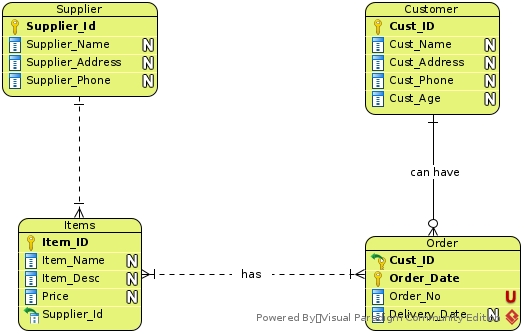 Supplier
Supplier_Id
Supplier_Name N
Supplier_Address N
Supplier_Phone N
Customer
Cust_ID
Cust_Name N
Cust_Address N
Cust_Phone N
Cust_Age N
can have
Items
Item_ID
Item_Name N
Item_Desc N
Price N
Supplier_Id
has
Order
Cust_ID
Order_Date
Order_No U
Delivery_Date N
Powered By Visual Paradigm Community Edition